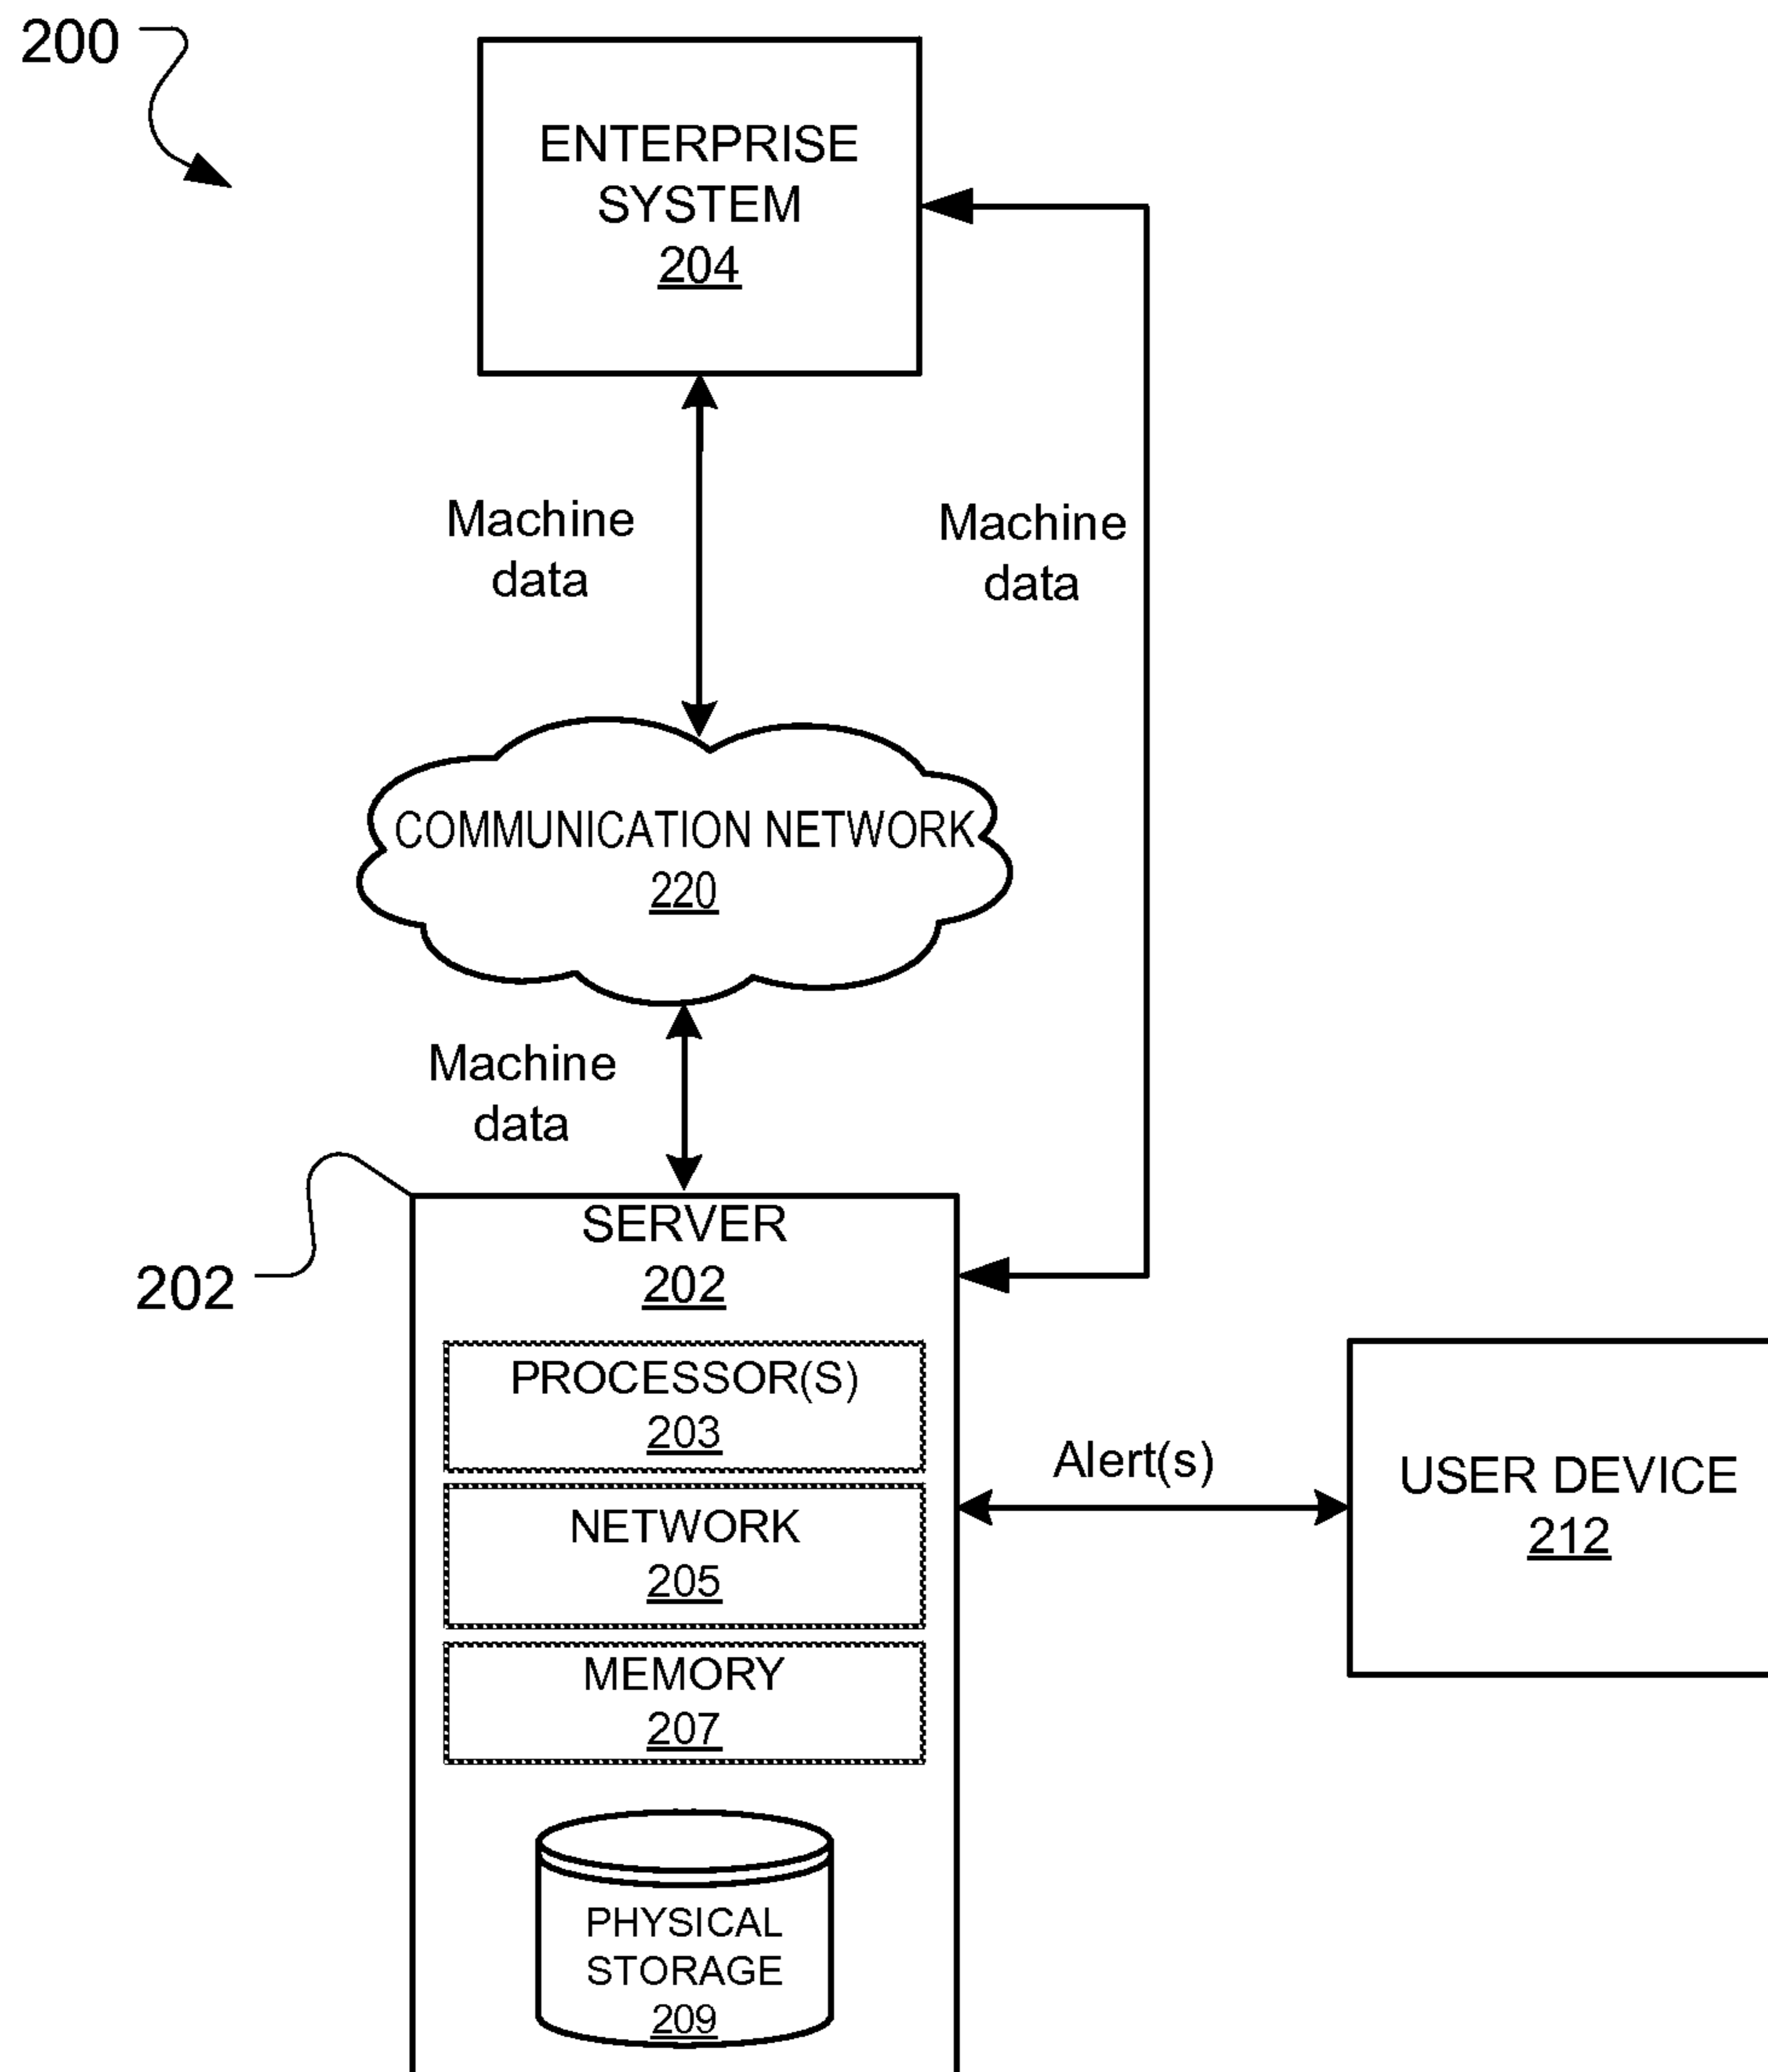 200
ENTERPRISE
SYSTEM
204
Machine
data
Machine
data
COMMUNICATION NETWORK
220
Machine
data
202
SERVER
202
PROCESSOR(S)
203
NETWORK
205
MEMORY
207
PHYSICAL
STORAGE
209
Alert(s)
USER DEVICE
212